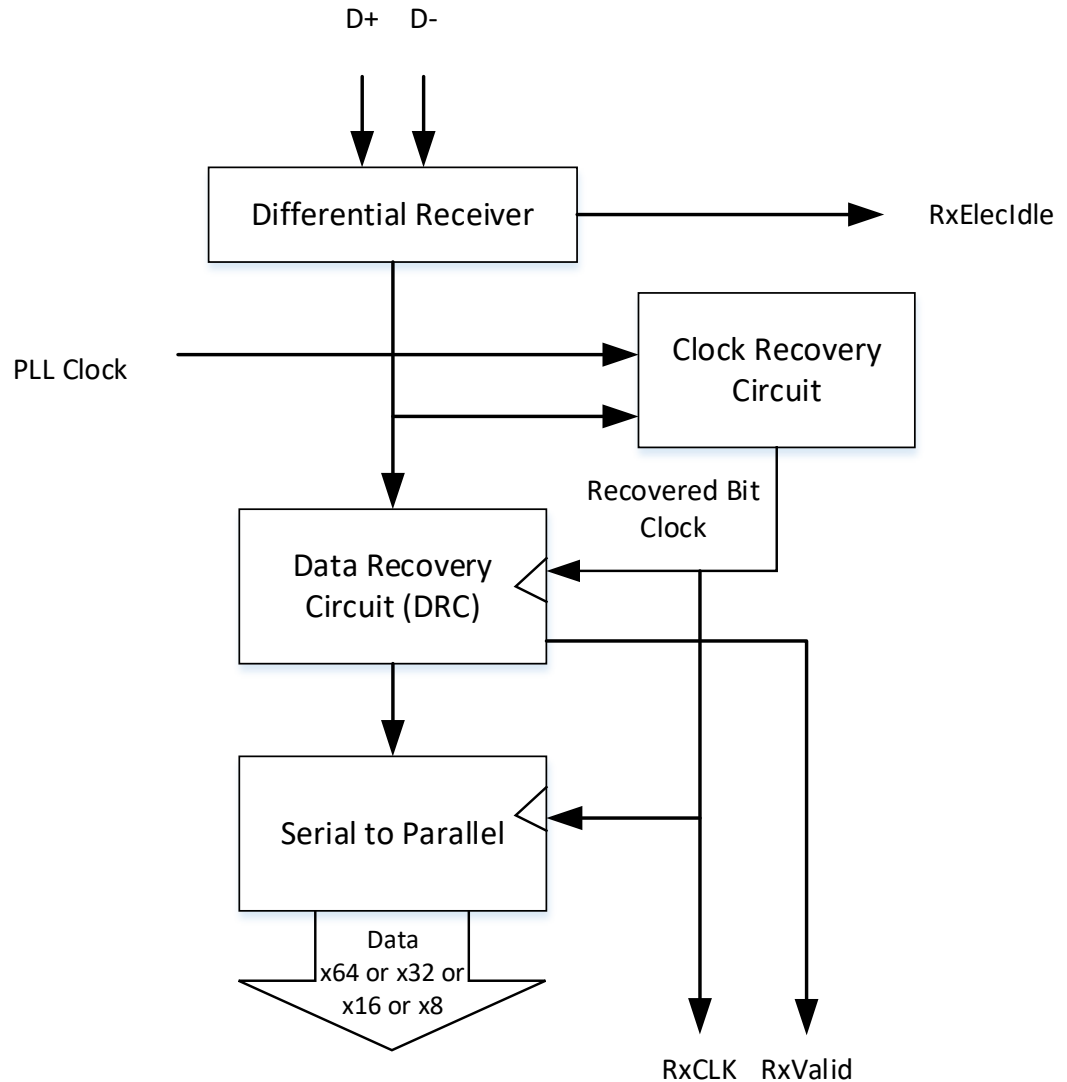 D+ D-
Differential Receiver
RxElecIdle
PLL Clock
Clock Recovery
Circuit
Recovered Bit
Clock
Data Recovery
Circuit (DRC)
Serial to Parallel
Data
x64 or x32 or
x16 or x8
RxCLK RxValid